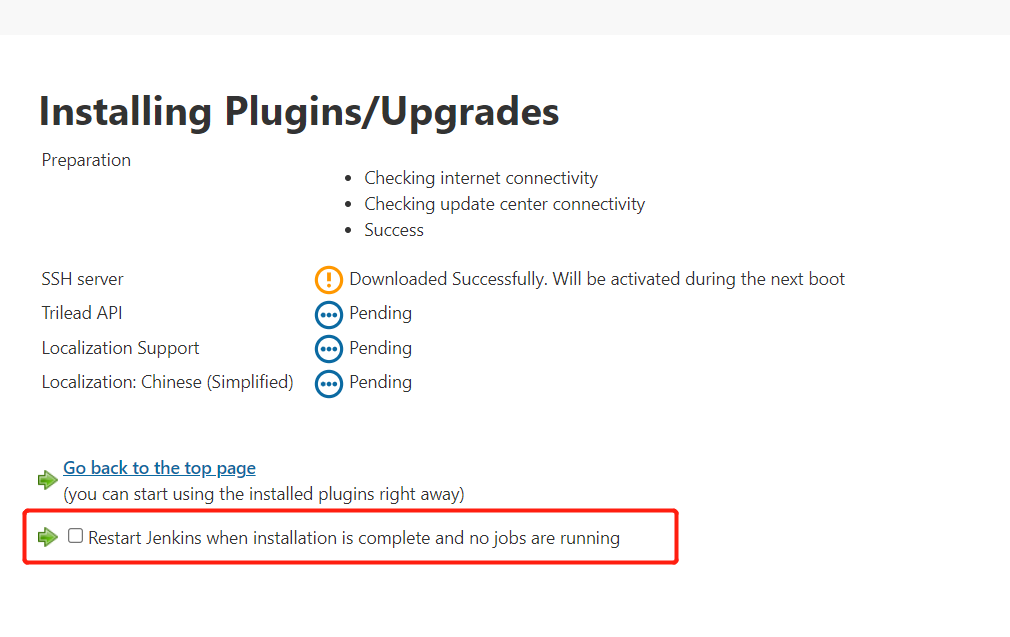 Installing Plugins/Upgrades
Preparation
Checking internet connectivity
Checking update center connectivity
Success
SSH server Downloaded Successfully. Will be activated during the next boot
Trilead API Pending
Localization Support Pending
Localization: Chinese (Simplified) Pending
Go back to the top page
(you can start using the installed plugins right away)
Restart Jenkins when installation is complete and no jobs are running